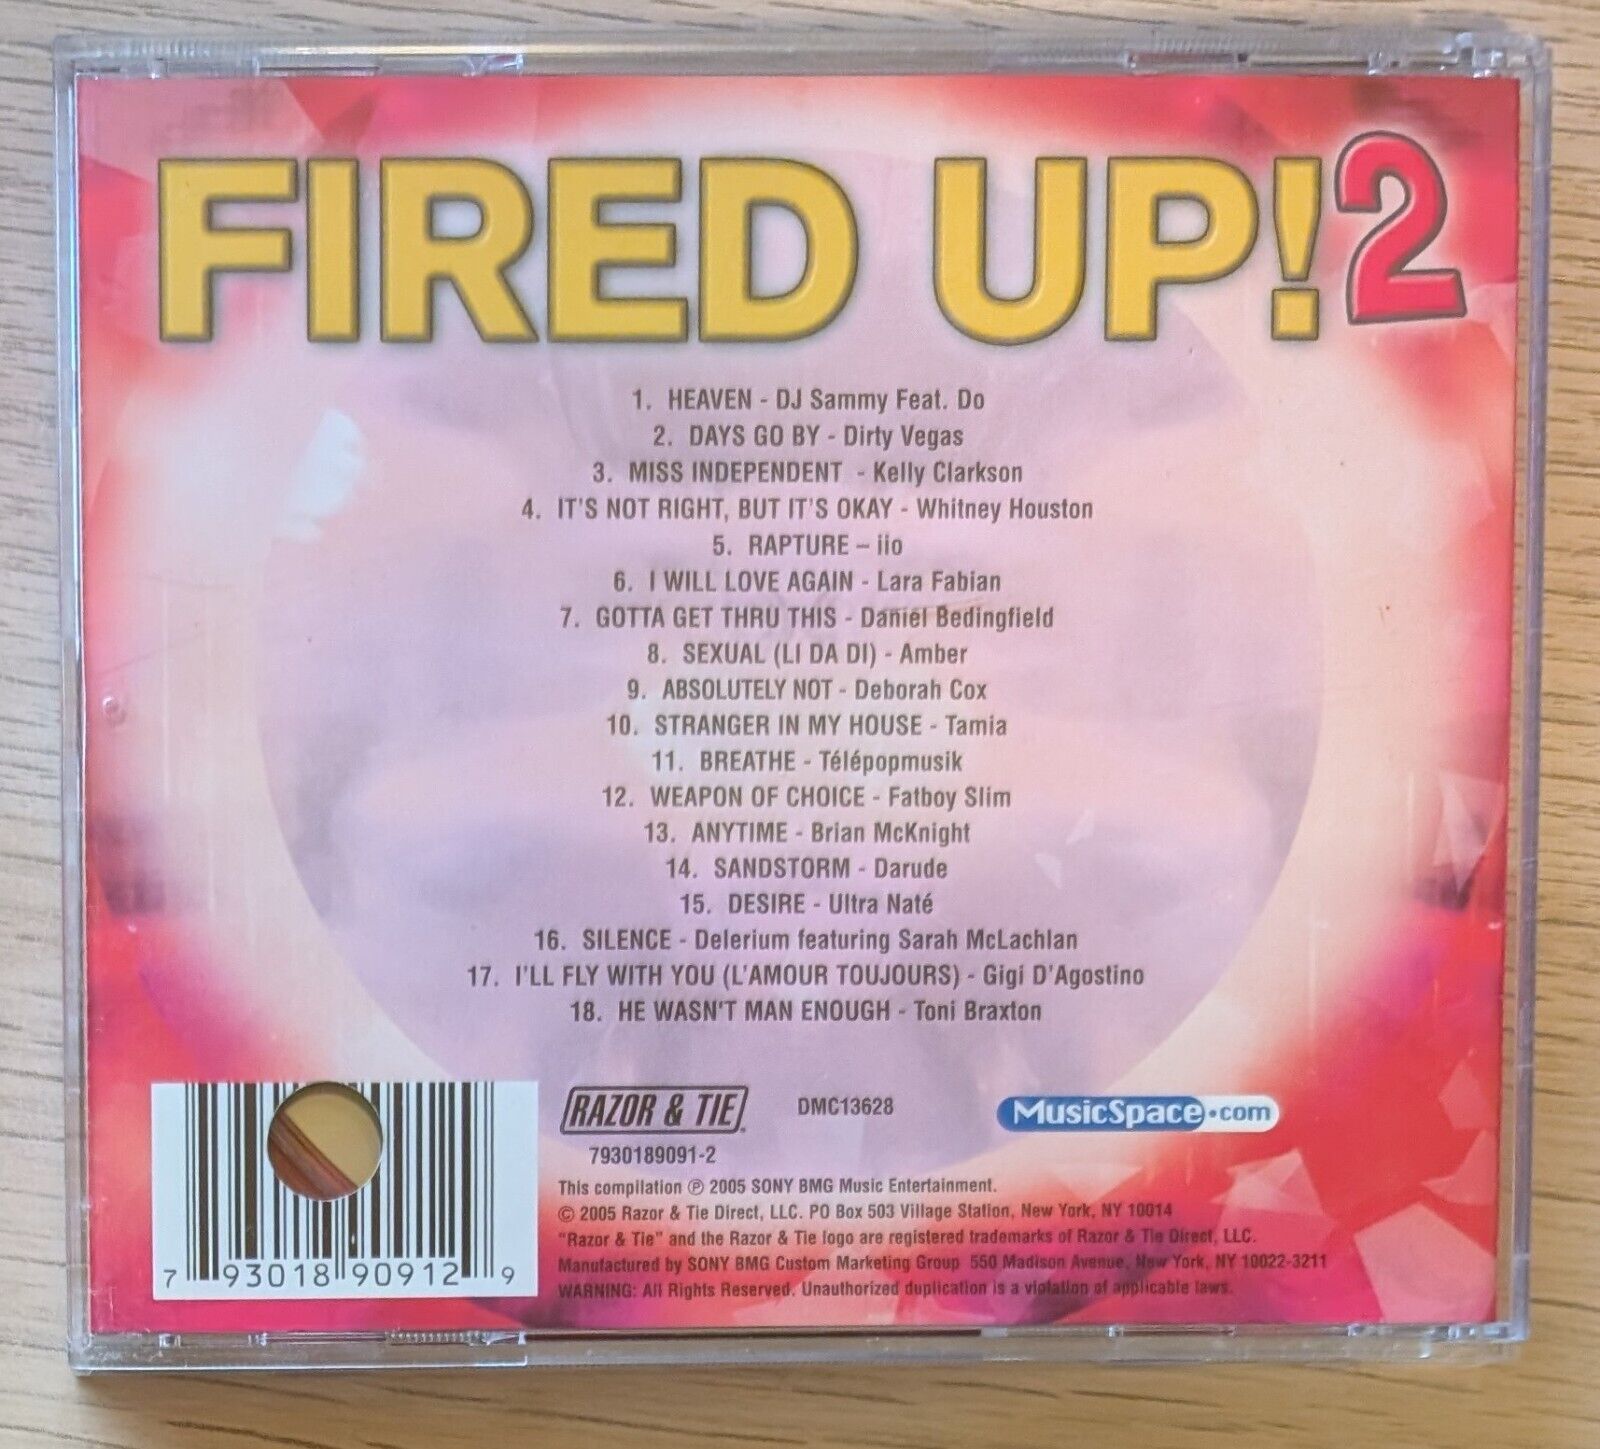 FIRED UP!2
1. HEAVEN - DJ Sammy Feat. Do
2. DAYS GO BY - Dirty Vegas
3. MISS INDEPENDENT - Kelly Clarkson
4. IT'S NOT RIGHT, BUT IT'S OKAY - Whitney Houston
5. RAPTURE – iio
6. I WILL LOVE AGAIN - Lara Fabian
7. GOTTA GET THRU THIS - Daniel Bedingfield
8. SEXUAL (LI DA DI) - Amber
9. ABSOLUTELY NOT - Deborah Cox
10. STRANGER IN MY HOUSE - Tamia
11. BREATHE - Télépopmusik
12. WEAPON OF CHOICE - Fatboy Slim
13. ANYTIME - Brian McKnight
14. SANDSTORM - Darude
15. DESIRE - Ultra Naté
16. SILENCE - Delerium featuring Sarah McLachlan
17. I'LL FLY WITH YOU (L'AMOUR TOUJOURS) - Gigi D'Agostino
18. HE WASN'T MAN ENOUGH - Toni Braxton
RAZOR & TIE DMC13628 MusicSpace.com
7930189091-2
This compilation ℗ 2005 SONY BMG Music Entertainment.
© 2005 Razor & Tie Direct, LLC. PO Box 503 Village Station, New York, NY 10014
"Razor & Tie" and the Razor & Tie logo are registered trademarks of Razor & Tie Direct, LLC.
Manufactured by SONY BMG Custom Marketing Group 550 Madison Avenue, New York, NY 10022-3211
WARNING: All Rights Reserved. Unauthorized duplication is a violation of applicable laws.
7 93018 90912 9